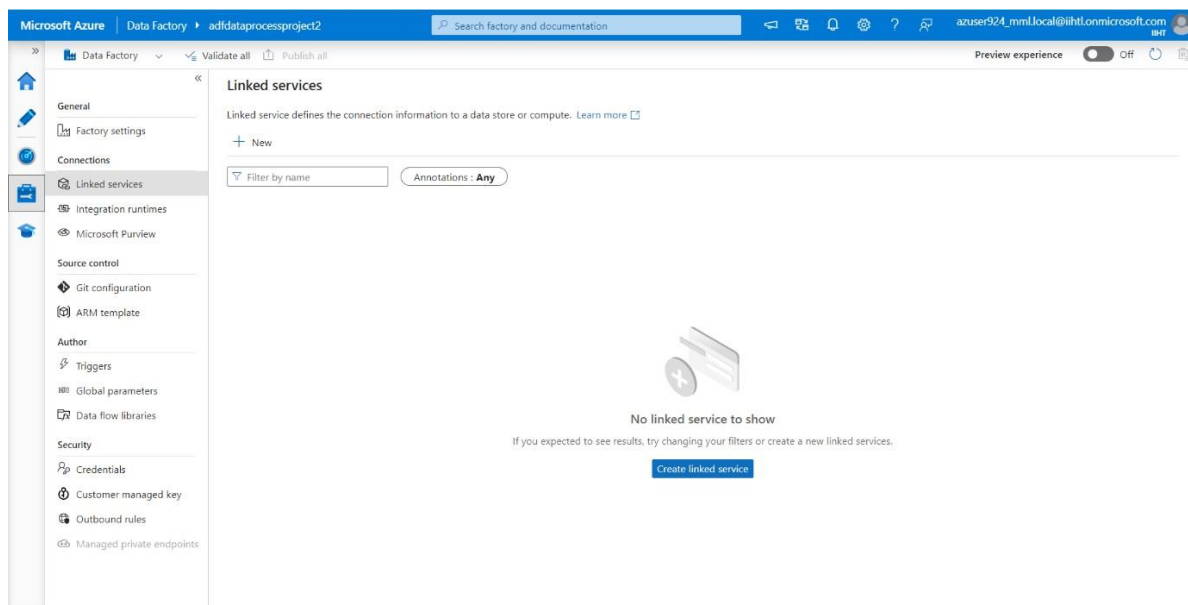 Microsoft Azure Data Factory adfdataprocessproject2 Search factory and documentation azuser924_mml.local@iihtl.onmicrosoft.com
IIHT
Data Factory Validate all Publish all Preview experience Off
General
Factory settings
Connections
Linked services
Integration runtimes
Microsoft Purview
Source control
Git configuration
ARM template
Author
Triggers
Global parameters
Data flow libraries
Security
Credentials
Customer managed key
Outbound rules
Managed private endpoints
Linked services
Linked service defines the connection information to a data store or compute. Learn more
New
Filter by name Annotations : Any
No linked service to show
If you expected to see results, try changing your filters or create a new linked services.
Create linked service